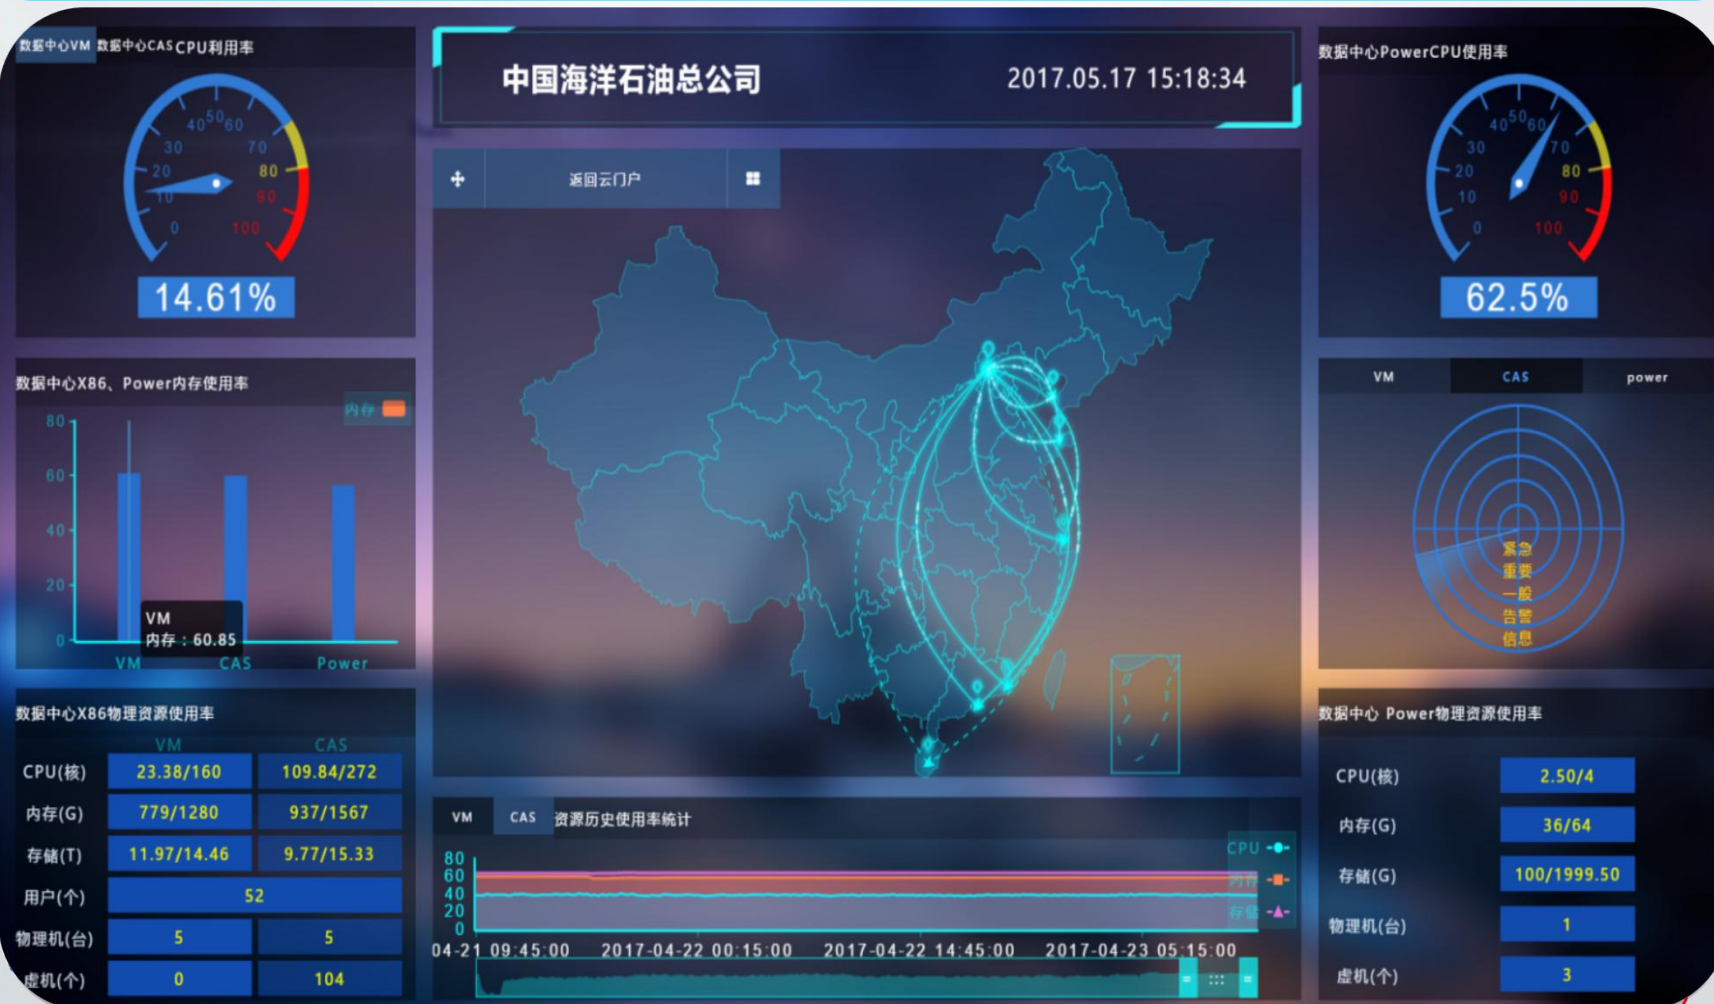 数据中心VM 数据中心CAS CPU利用率
0 10 20 30 40 50 60 70 80 90 100
14.61%
中国海洋石油总公司 2017.05.17 15:18:34
返回云门户
数据中心PowerCPU使用率
0 10 20 30 40 50 60 70 80 90 100
62.5%
数据中心X86、Power内存使用率
内存
80
60
40
20
0
VM
内存：60.85
VM CAS Power
VM CAS power
紧急
重要
一般
告警
信息
数据中心X86物理资源使用率
VM CAS
CPU(核) 23.38/160 109.84/272
内存(G) 779/1280 937/1567
存储(T) 11.97/14.46 9.77/15.33
用户(个) 52
物理机(台) 5 5
虚机(个) 0 104
VM CAS 资源历史使用率统计
CPU
内存
存储
80
60
40
20
0
04-21 09:45:00 2017-04-22 00:15:00 2017-04-22 14:45:00 2017-04-23 05:15:00
数据中心 Power物理资源使用率
CPU(核) 2.50/4
内存(G) 36/64
存储(G) 100/1999.50
物理机(台) 1
虚机(个) 3